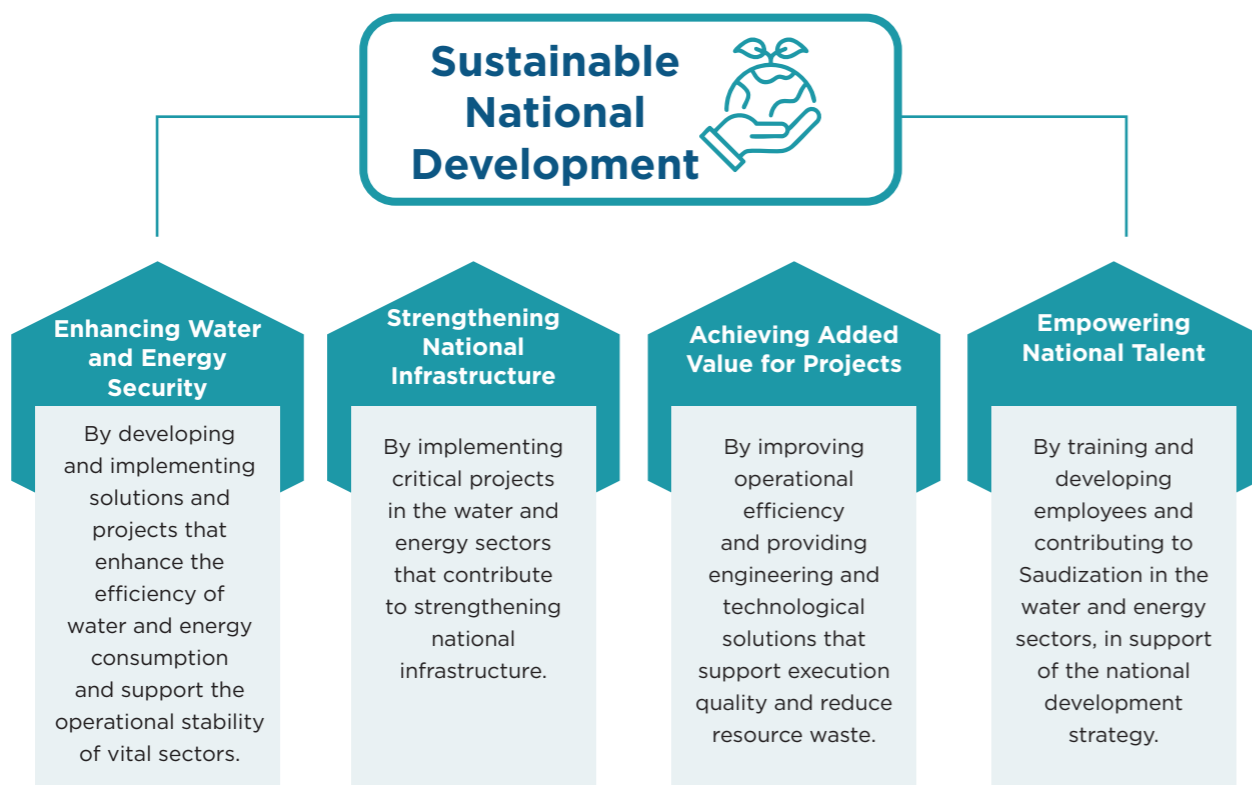 Sustainable
National
Development
Enhancing Water
and Energy
Security
By developing
and implementing
solutions and
projects that
enhance the
efficiency of
water and energy
consumption
and support the
operational stability
of vital sectors.
Strengthening
National
Infrastructure
By implementing
critical projects
in the water and
energy sectors
that contribute
to strengthening
national
infrastructure.
Achieving Added
Value for Projects
By improving
operational
efficiency
and providing
engineering and
technological
solutions that
support execution
quality and reduce
resource waste.
Empowering
National Talent
By training and
developing
employees and
contributing to
Saudization in the
water and energy
sectors, in support
of the national
development
strategy.